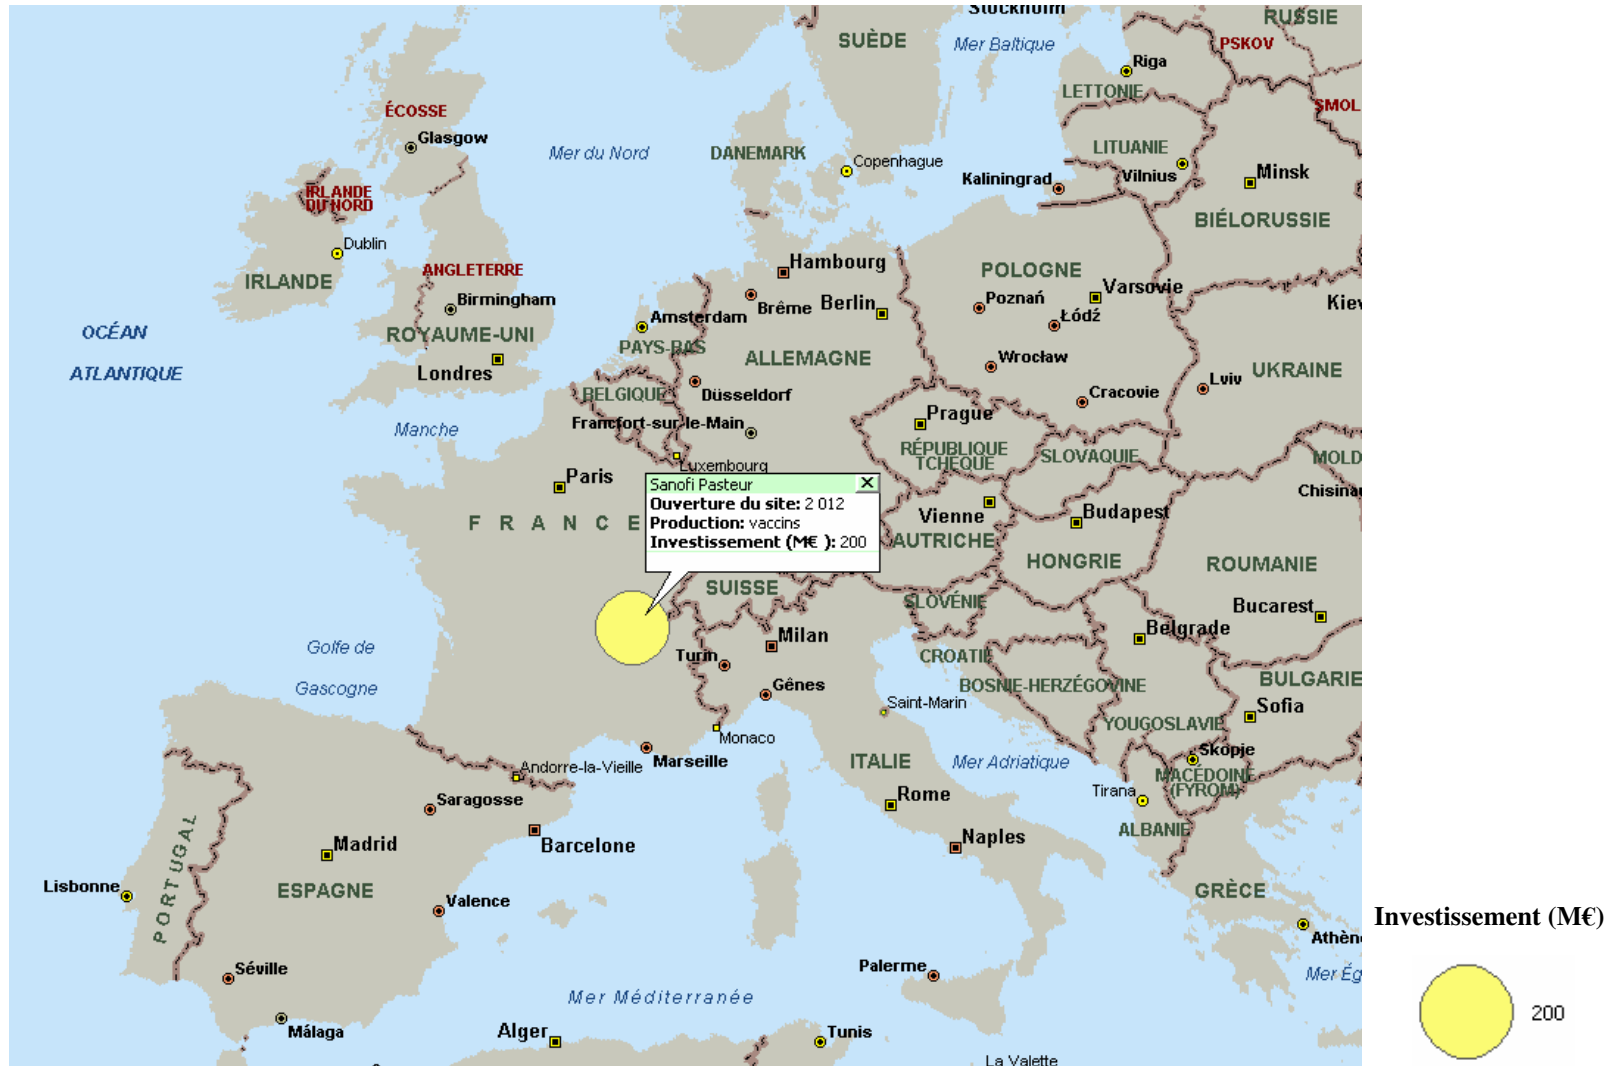 Stockholm
RUSSIE
SUÈDE
Mer Baltique
PSKOV
Riga
LETTONIE
SMOL
ÉCOSSE
Glasgow
Mer du Nord
DANEMARK
Copenhague
LITUANIE
Vilnius
Kaliningrad
Minsk
BIÉLORUSSIE
IRLANDE
DU NORD
Dublin
IRLANDE
ANGLETERRE
Birmingham
ROYAUME-UNI
Londres
Hambourg
Brême
Berlin
Amsterdam
PAYS-BAS
ALLEMAGNE
POLOGNE
Varsovie
Poznań
Łódź
Wrocław
Cracovie
Kiev
Lviv
UKRAINE
OCÉAN
ATLANTIQUE
BELGIQUE
Düsseldorf
Francfort-sur-le-Main
Manche
Prague
RÉPUBLIQUE
TCHÈQUE
SLOVAQUIE
MOLD
Chisinau
Luxembourg
Paris
FRANCE
Sanofi Pasteur
Ouverture du site: 2 012
Production: vaccins
Investissement (M€ ): 200
Vienne
AUTRICHE
Budapest
HONGRIE
ROUMANIE
Bucarest
SUISSE
SLOVÉNIE
Milan
Turin
Gênes
CROATIE
Belgrade
BOSNIE-HERZÉGOVINE
BULGARIE
Sofia
Golfe de
Gascogne
Saint-Marin
YOUGOSLAVIE
Skopje
MACÉDOINE
(FYROM)
Monaco
Marseille
Andorre-la-Vieille
ITALIE
Mer Adriatique
Tirana
ALBANIE
Rome
Naples
Saragosse
Barcelone
Madrid
ESPAGNE
Valence
PORTUGAL
Lisbonne
Séville
Málaga
GRÈCE
Athèn
Mer Ég
Palerme
Mer Méditerranée
Alger
Tunis
La Valette
Investissement (M€)
200